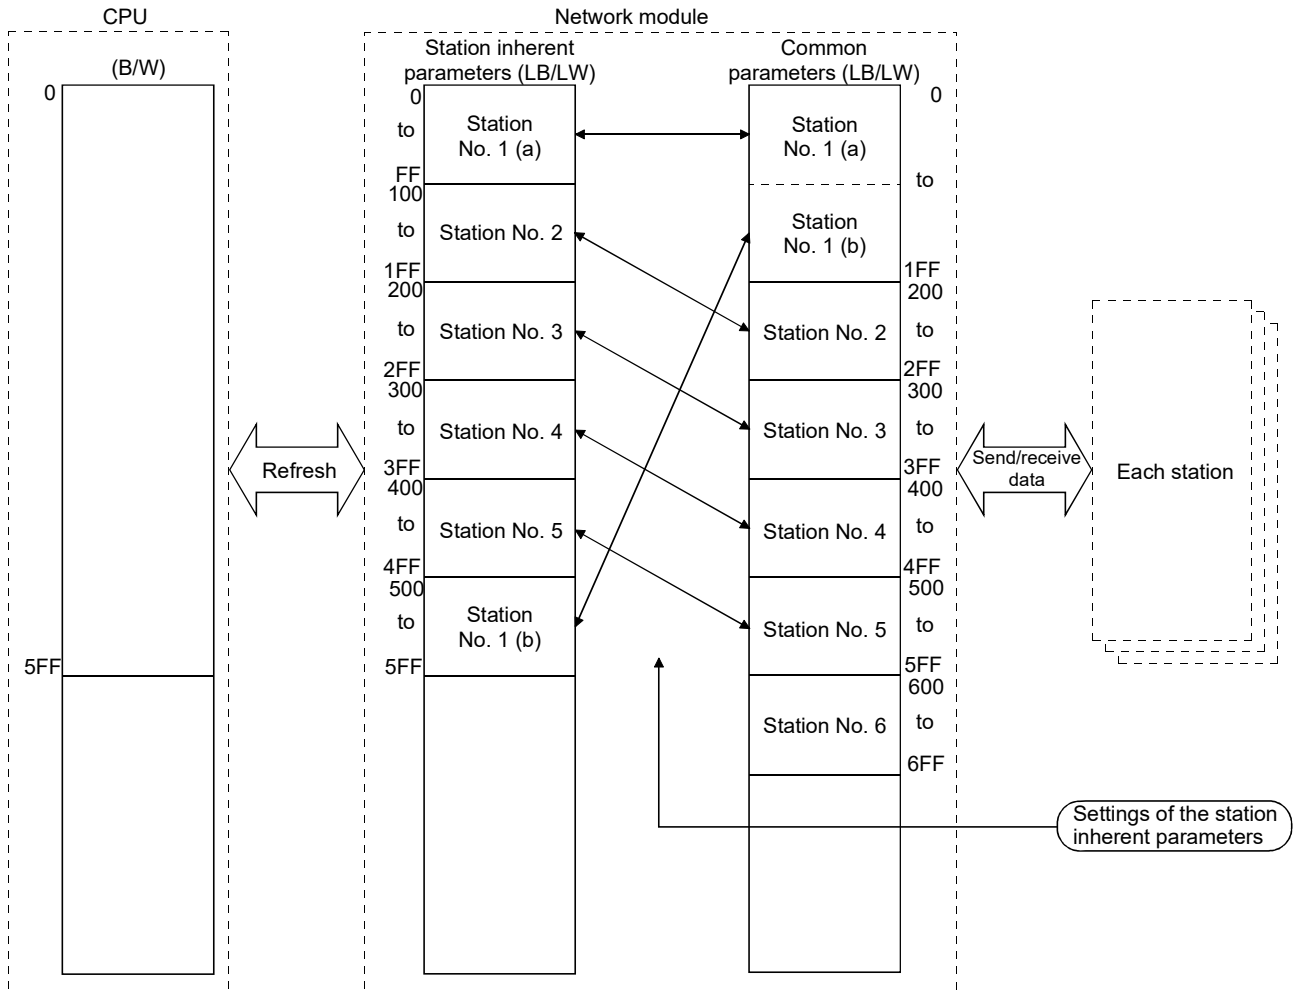 CPU
Network module
(B/W)
Station inherent
parameters (LB/LW)
Common
parameters (LB/LW)
0
5FF
Refresh
0
to
FF
100
to
1FF
200
to
2FF
300
to
3FF
400
to
4FF
500
to
5FF
Station
No. 1 (a)
Station No. 2
Station No. 3
Station No. 4
Station No. 5
Station
No. 1 (b)
Station
No. 1 (a)
Station
No. 1 (b)
Station No. 2
Station No. 3
Station No. 4
Station No. 5
Station No. 6
0
to
1FF
200
to
2FF
300
to
3FF
400
to
4FF
500
to
5FF
600
to
6FF
Send/receive
data
Each station
Settings of the station
inherent parameters